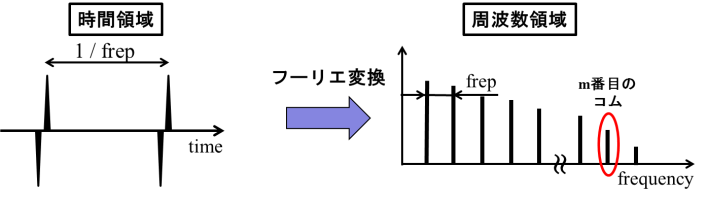 時間領域
1 / frep
time
フーリエ変換
周波数領域
frep
m番目の
コム
frequency